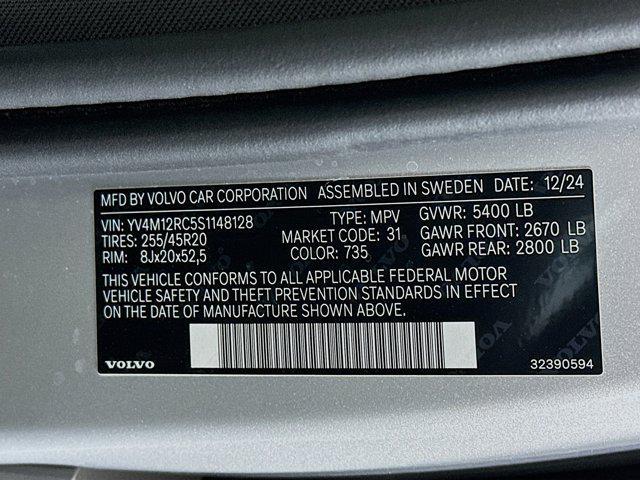 MFD BY VOLVO CAR CORPORATION ASSEMBLED IN SWEDEN DATE: 12/24
VIN: YV4M12RC5S1148128 TYPE: MPV GVWR: 5400 LB
TIRES: 255/45R20 MARKET CODE: 31 GAWR FRONT: 2670 LB
RIM: 8Jx20x52,5 COLOR: 735 GAWR REAR: 2800 LB
THIS VEHICLE CONFORMS TO ALL APPLICABLE FEDERAL MOTOR
VEHICLE SAFETY AND THEFT PREVENTION STANDARDS IN EFFECT
ON THE DATE OF MANUFACTURE SHOWN ABOVE.
VOLVO 32390594